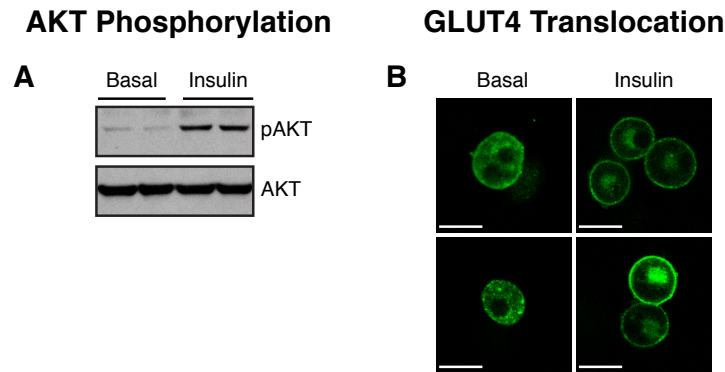 AKT Phosphorylation
A
Basal Insulin
pAKT
AKT
GLUT4 Translocation
B
Basal Insulin